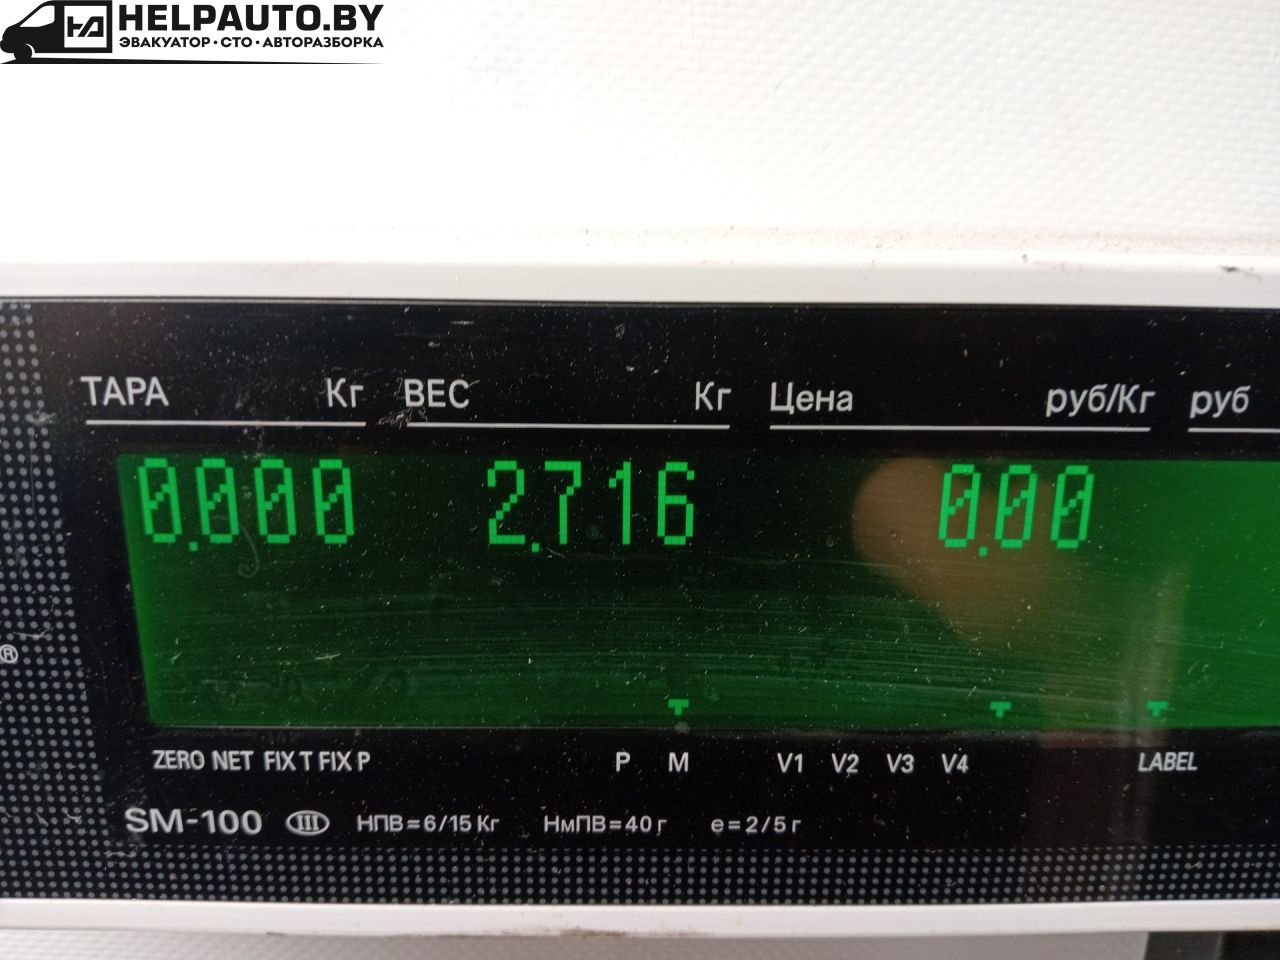 HELPAUTO.BY
ЭВАКУАТОР · СТО · АВТОРАЗБОРКА
ТАРА Кг ВЕС Кг Цена руб/Кг руб
0.000 2.716 0.00
®
ZERO NET FIX T FIX P P M V1 V2 V3 V4 LABEL
SM-100 III НПВ=6/15 Кг НмПВ=40 г e=2/5 г